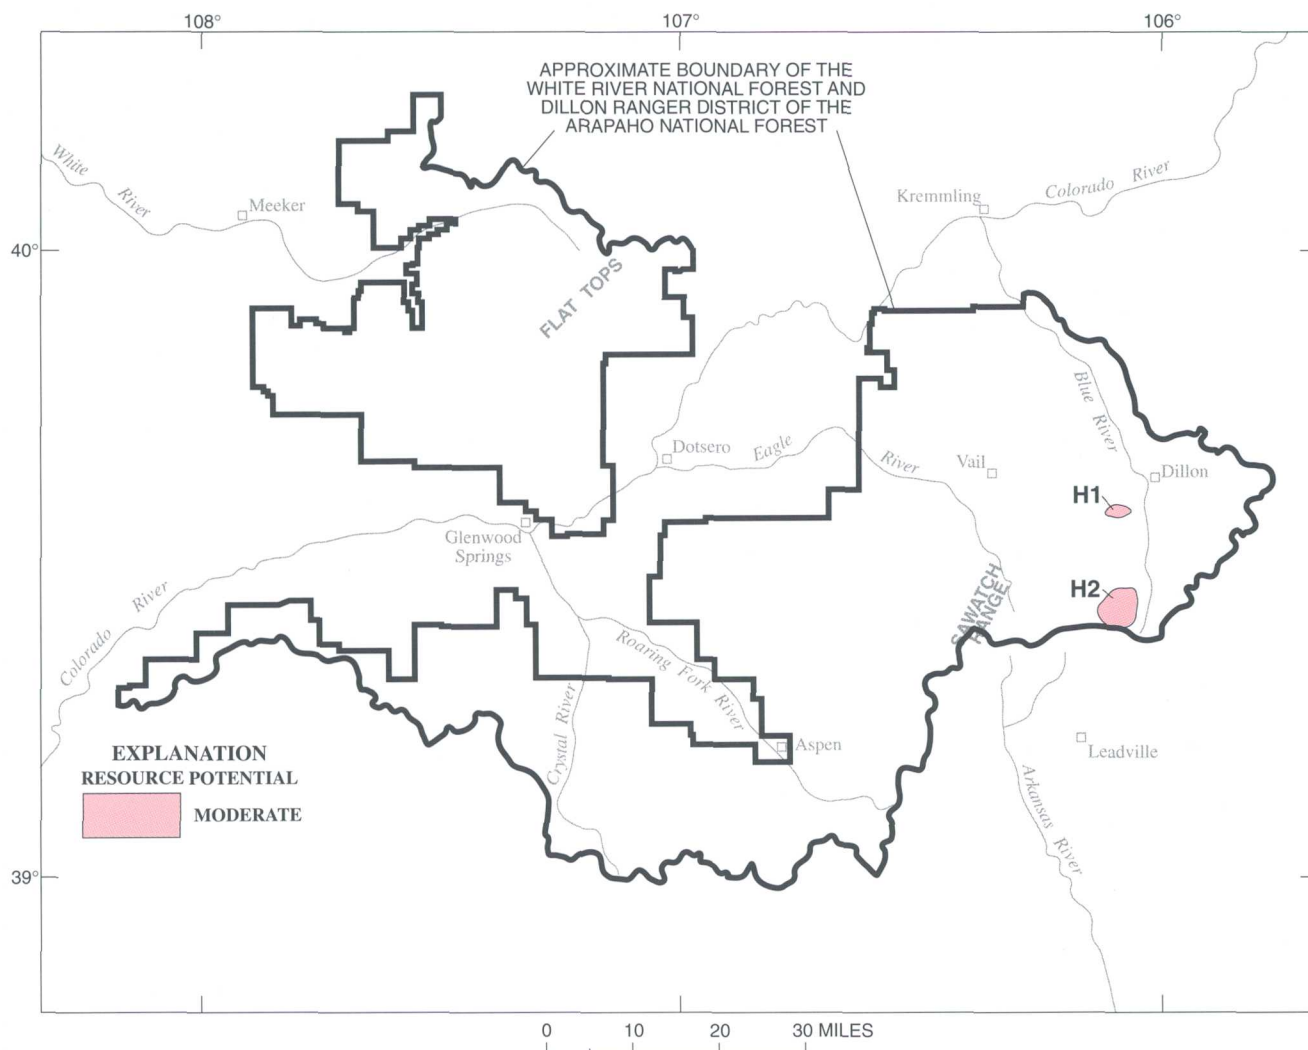 108°
107°
106°
APPROXIMATE BOUNDARY OF THE
WHITE RIVER NATIONAL FOREST AND
DILLON RANGER DISTRICT OF THE
ARAPAHO NATIONAL FOREST
White
River
Meeker
Kremmling
Colorado River
40°
FLAT TOPS
Blue River
Dotsero
Eagle
River
Vail
Dillon
H1
Glenwood
Springs
H2
SAWATCH
RANGE
Colorado River
Roaring Fork River
Crystal River
Aspen
Leadville
Arkansas River
EXPLANATION
RESOURCE POTENTIAL
MODERATE
39°
0 10 20 30 MILES